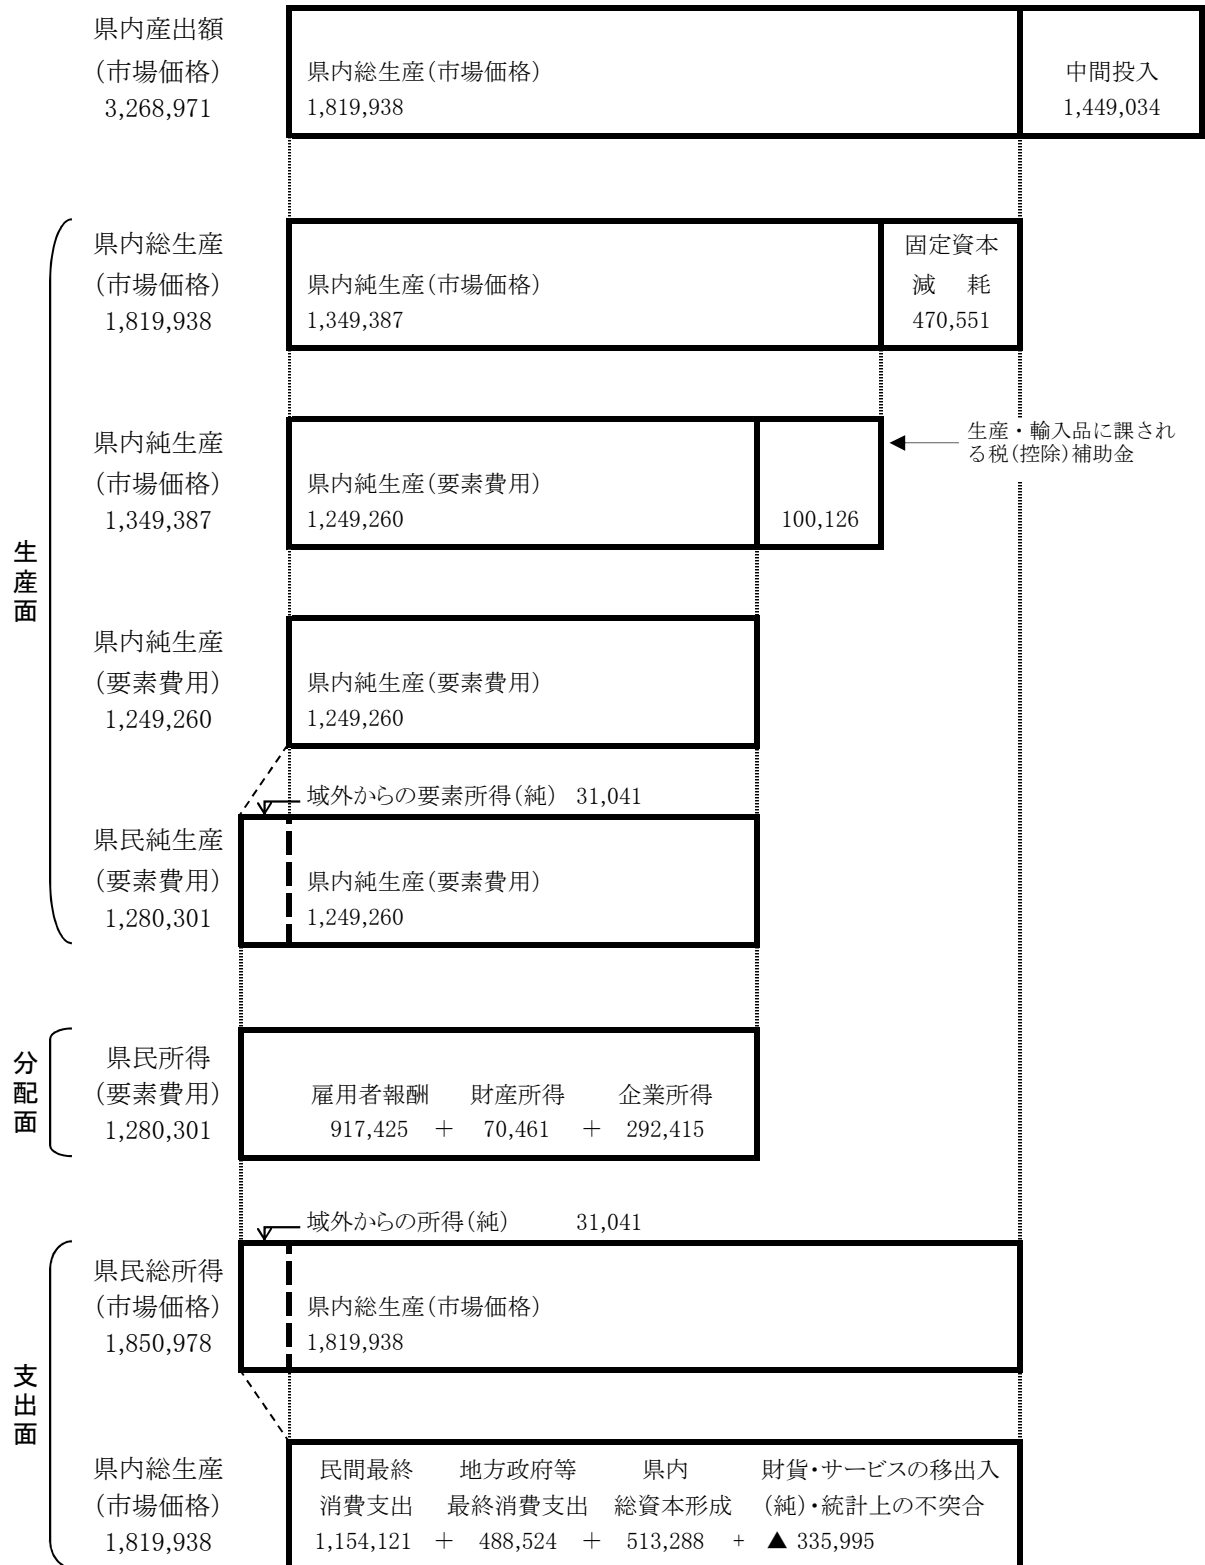 県内産出額
(市場価格)
3,268,971
県内総生産(市場価格)
1,819,938
中間投入
1,449,034
生産面
県内総生産
(市場価格)
1,819,938
県内純生産(市場価格)
1,349,387
固定資本
減 耗
470,551
県内純生産
(市場価格)
1,349,387
県内純生産(要素費用)
1,249,260
100,126
生産・輸入品に課され
る税(控除)補助金
県内純生産
(要素費用)
1,249,260
県内純生産(要素費用)
1,249,260
域外からの要素所得(純) 31,041
県民純生産
(要素費用)
1,280,301
県内純生産(要素費用)
1,249,260
分配面
県民所得
(要素費用)
1,280,301
雇用者報酬 財産所得 企業所得
917,425 + 70,461 + 292,415
域外からの所得(純) 31,041
支出面
県民総所得
(市場価格)
1,850,978
県内総生産(市場価格)
1,819,938
県内総生産
(市場価格)
1,819,938
民間最終 地方政府等 県内 財貨・サービスの移出入
消費支出 最終消費支出 総資本形成 (純)・統計上の不突合
1,154,121 + 488,524 + 513,288 + ▲ 335,995